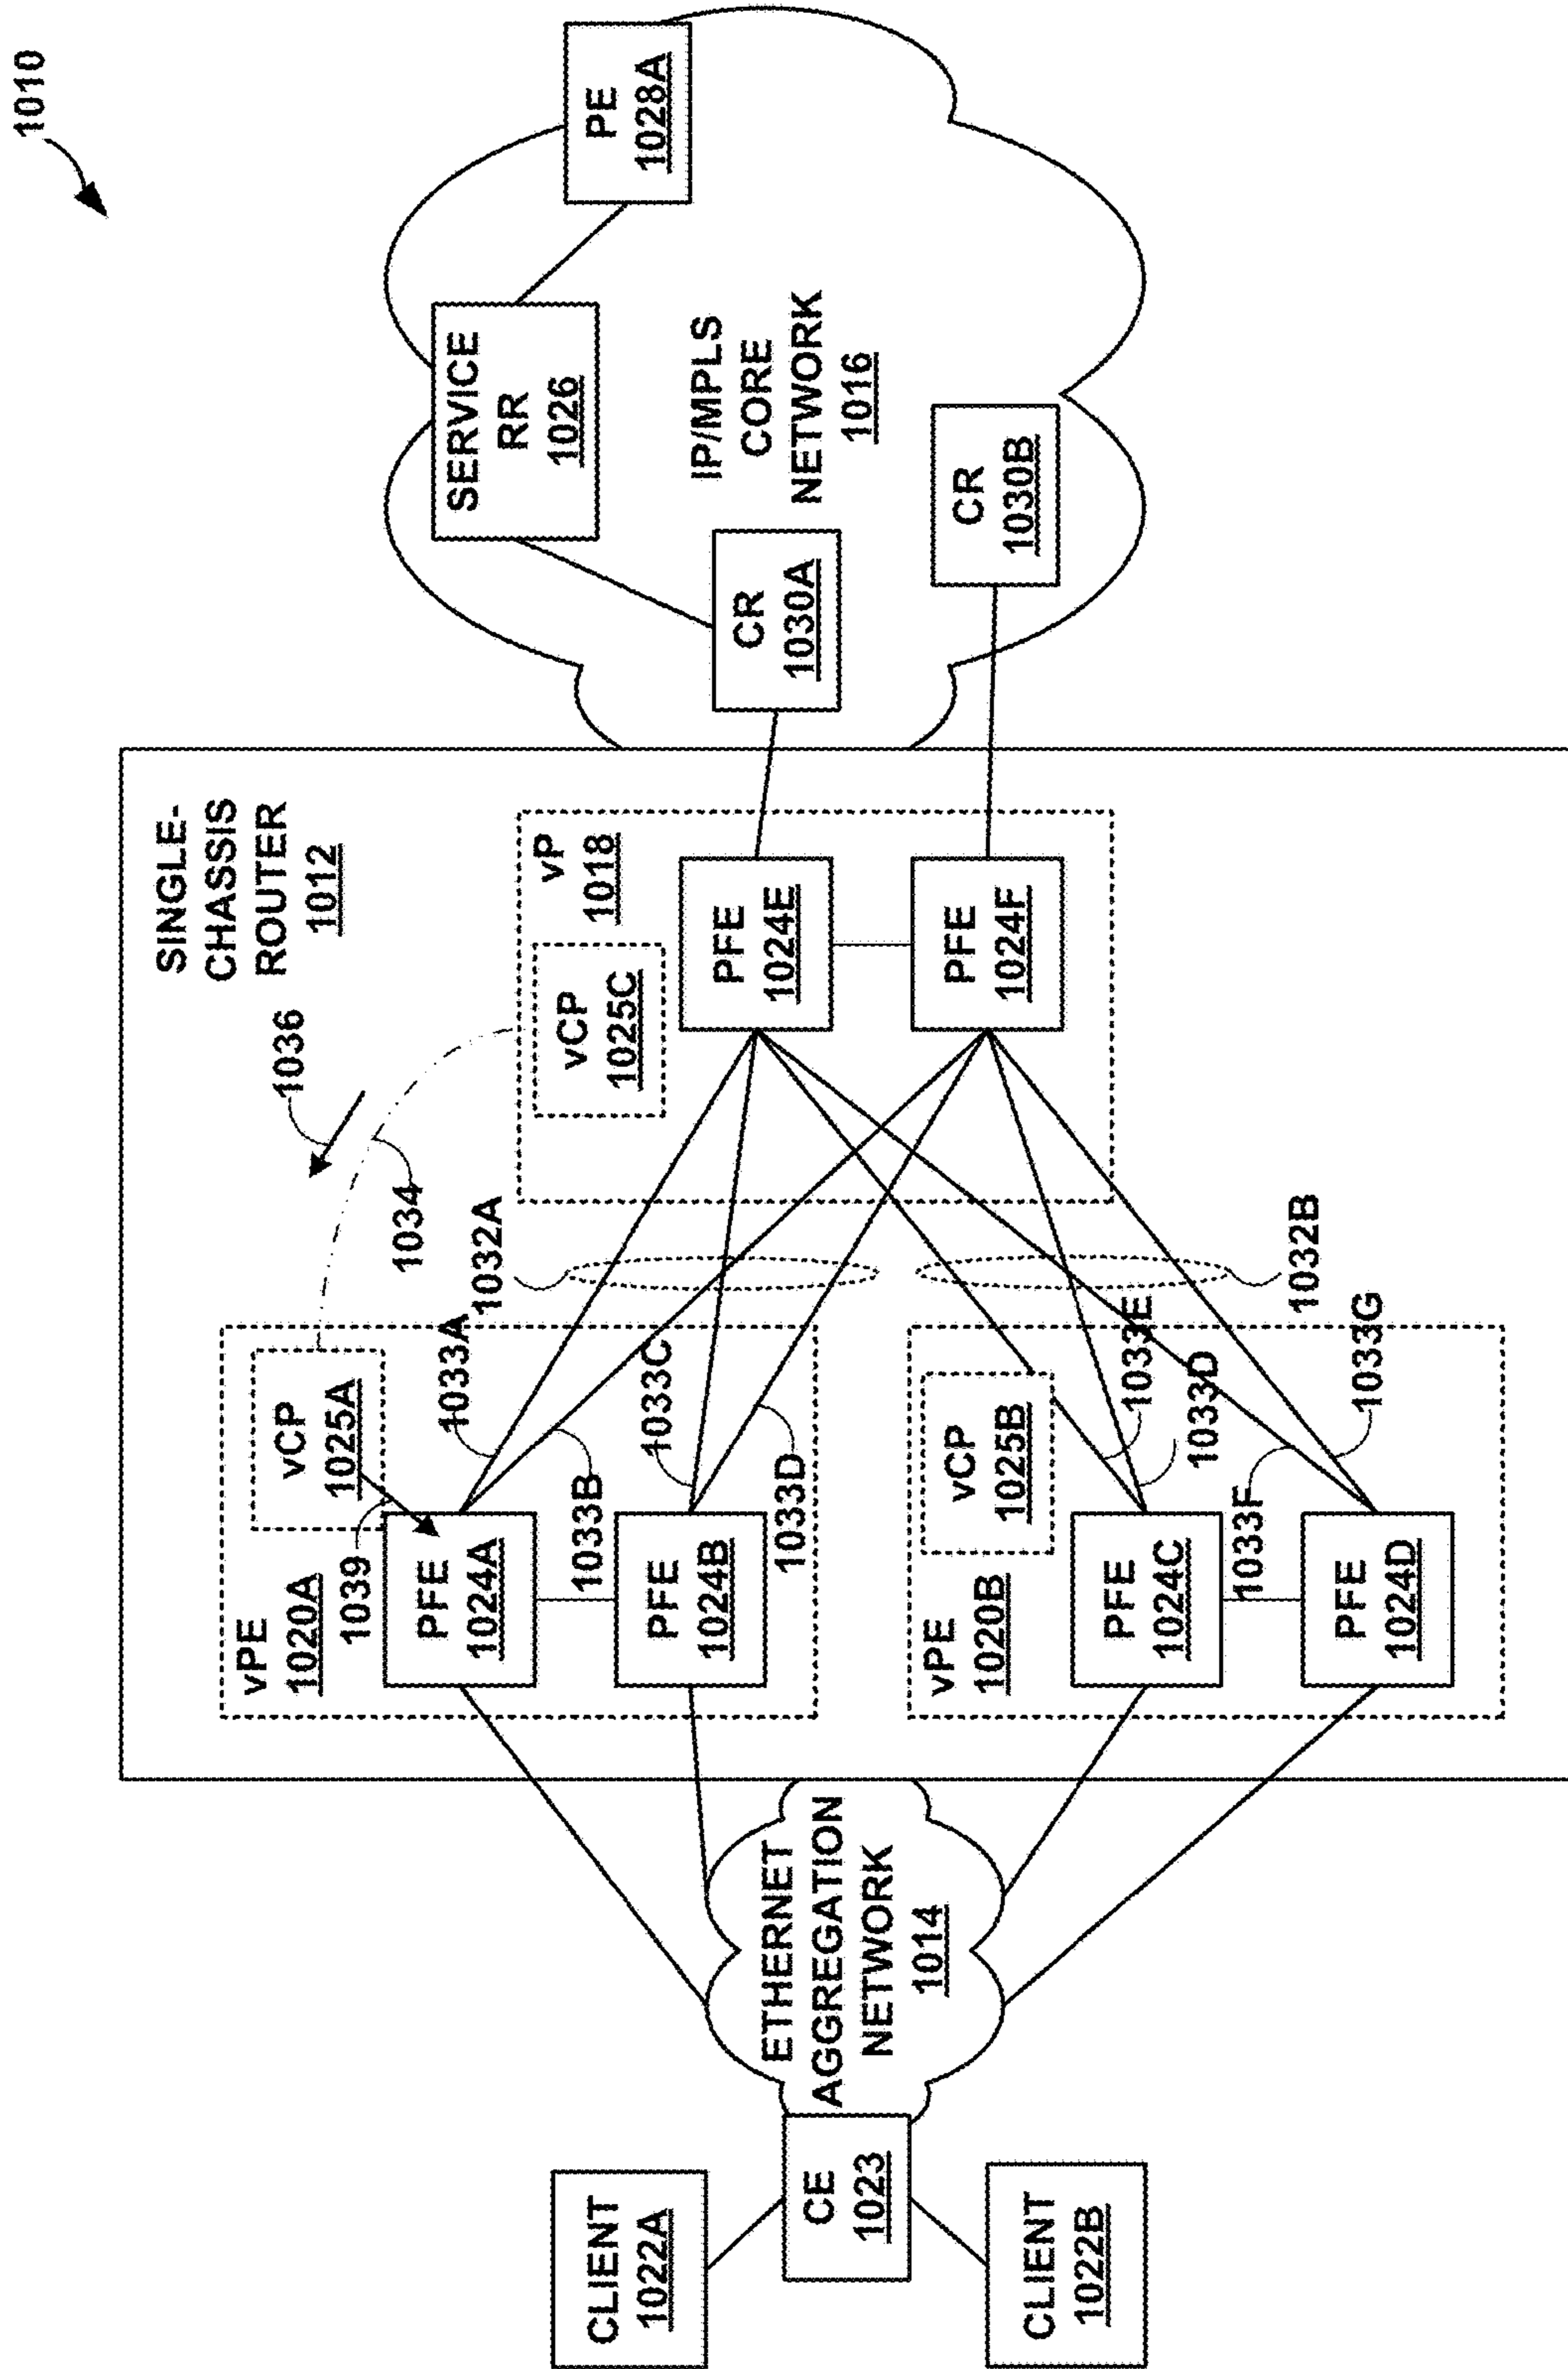 1010
SINGLE-
CHASSIS
ROUTER
1012
1036
1034
vPE
1020A
vCP
1025A
1039
PFE
1024A
1033A
1033B
PFE
1024B
1033C
1033D
1032A
vP
1018
vCP
1025C
PFE
1024E
PFE
1024F
vPE
1020B
vCP
1025B
PFE
1024C
1033E
1033D
1033F
PFE
1024D
1033G
1032B
CLIENT
1022A
CE
1023
CLIENT
1022B
ETHERNET
AGGREGATION
NETWORK
1014
SERVICE
RR
1026
PE
1028A
IP/MPLS
CORE
NETWORK
1016
CR
1030A
CR
1030B